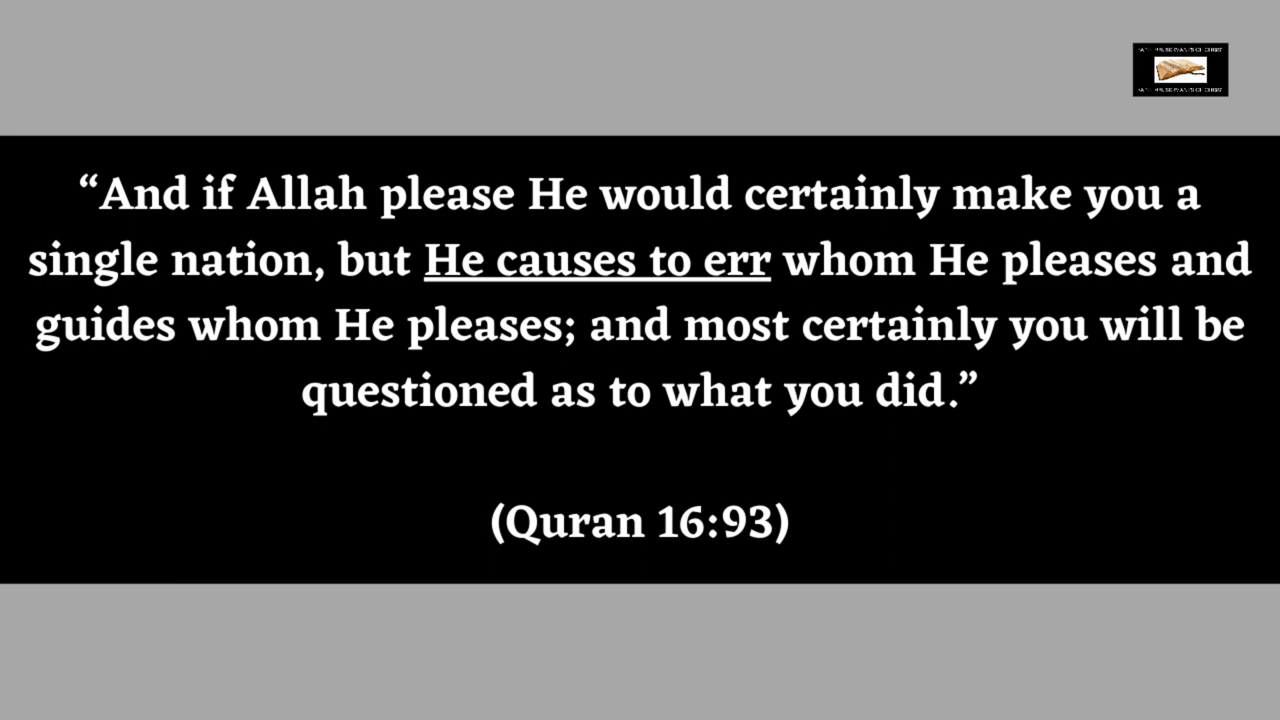 “And if Allah please He would certainly make you a
single nation, but He causes to err whom He pleases and
guides whom He pleases; and most certainly you will be
questioned as to what you did.”
(Quran 16:93)